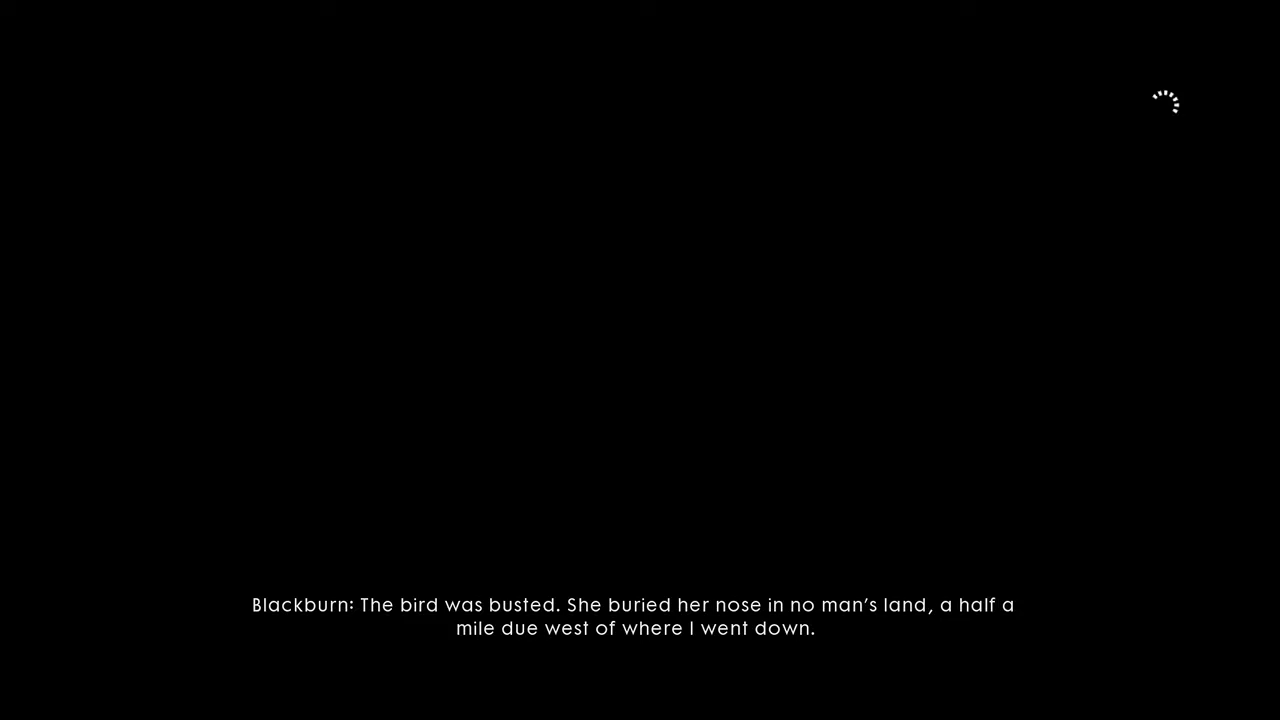 Blackburn: The bird was busted. She buried her nose in no man’s land, a half a
mile due west of where I went down.